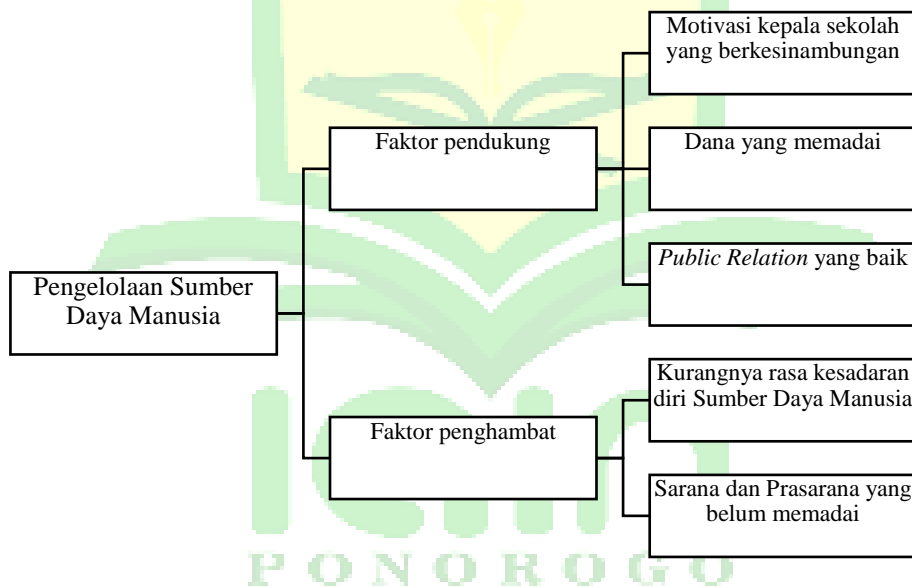 Pengelolaan Sumber
Daya Manusia
Faktor pendukung
Motivasi kepala sekolah
yang berkesinambungan
Dana yang memadai
Public Relation yang baik
Faktor penghambat
Kurangnya rasa kesadaran
diri Sumber Daya Manusia
Sarana dan Prasarana yang
belum memadai
iain
PONOROGO